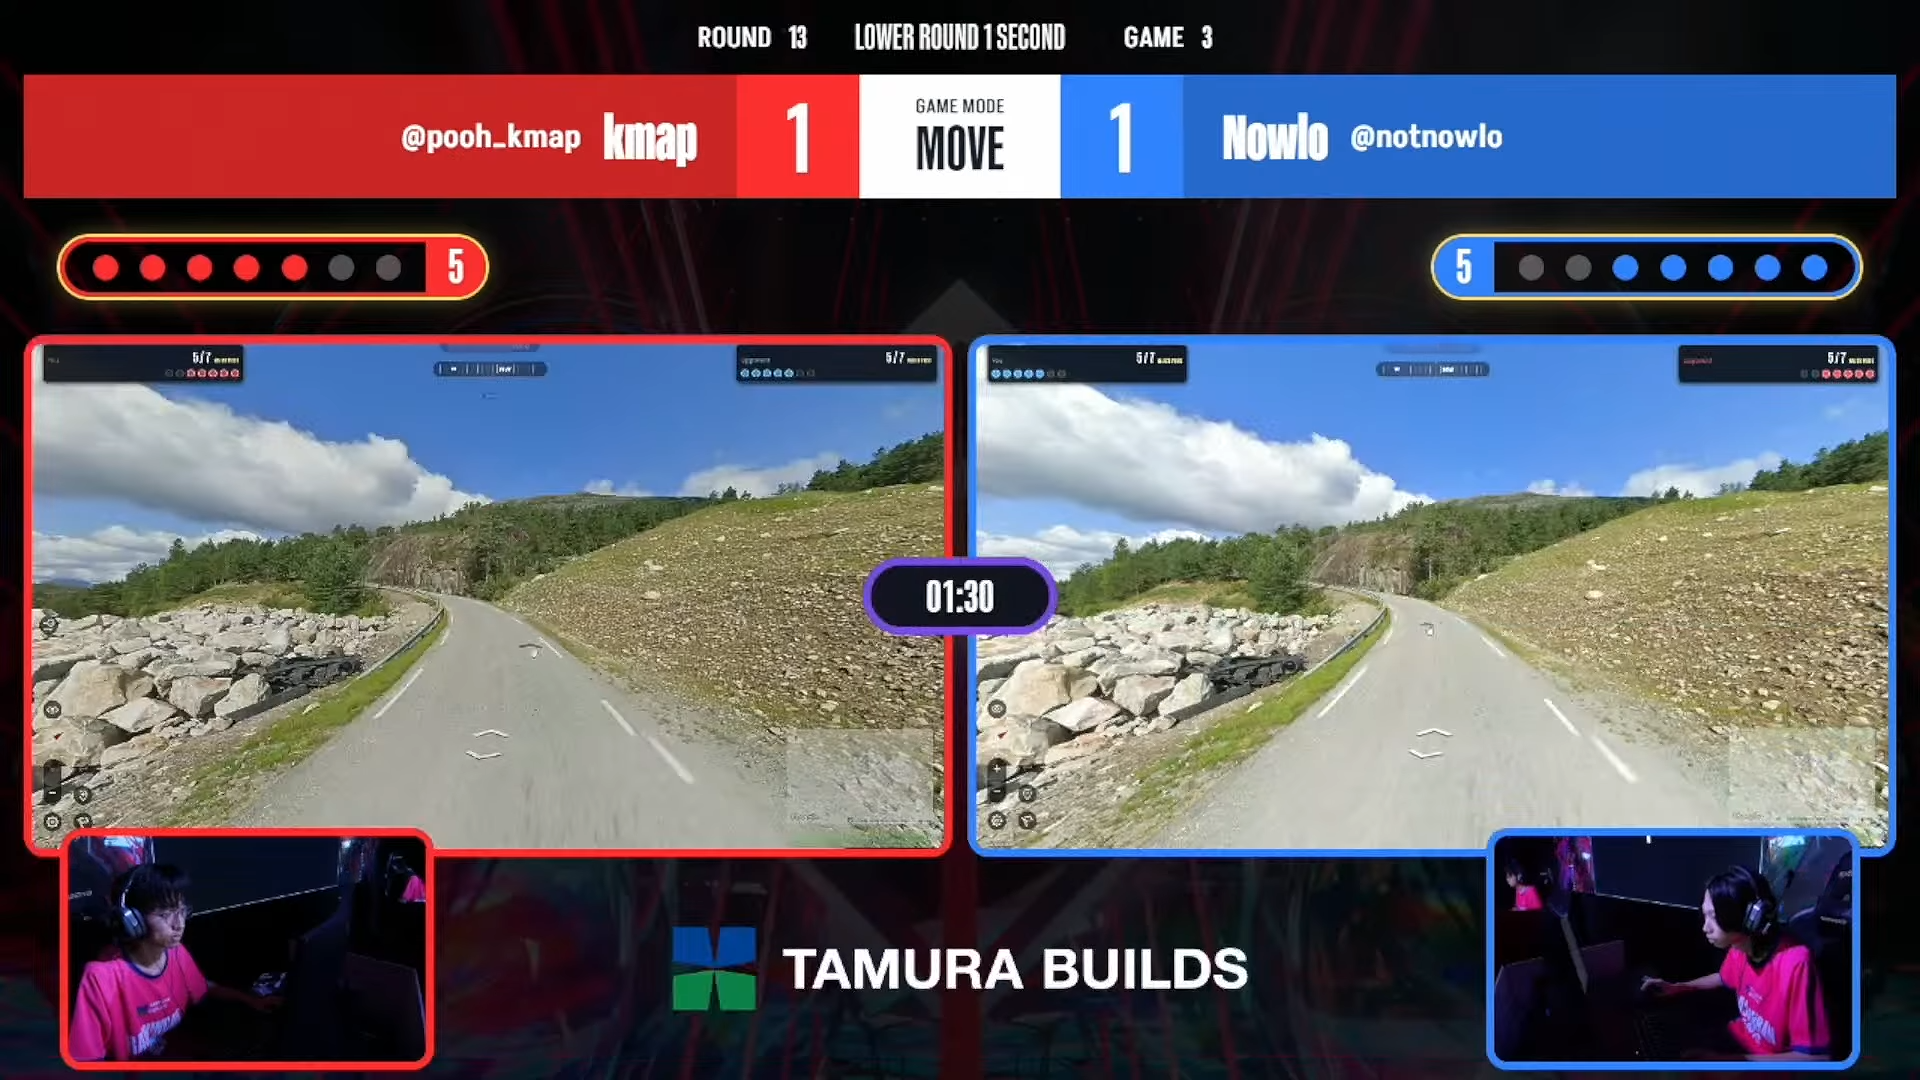 ROUND 13
LOWER ROUND 1 SECOND
GAME 3
@pooh_kmap kmap 1
GAME MODE
MOVE
1 Nowlo @notnowlo
5
5
5/7
5/7
5/7
5/7
01:30
TAMURA BUILDS